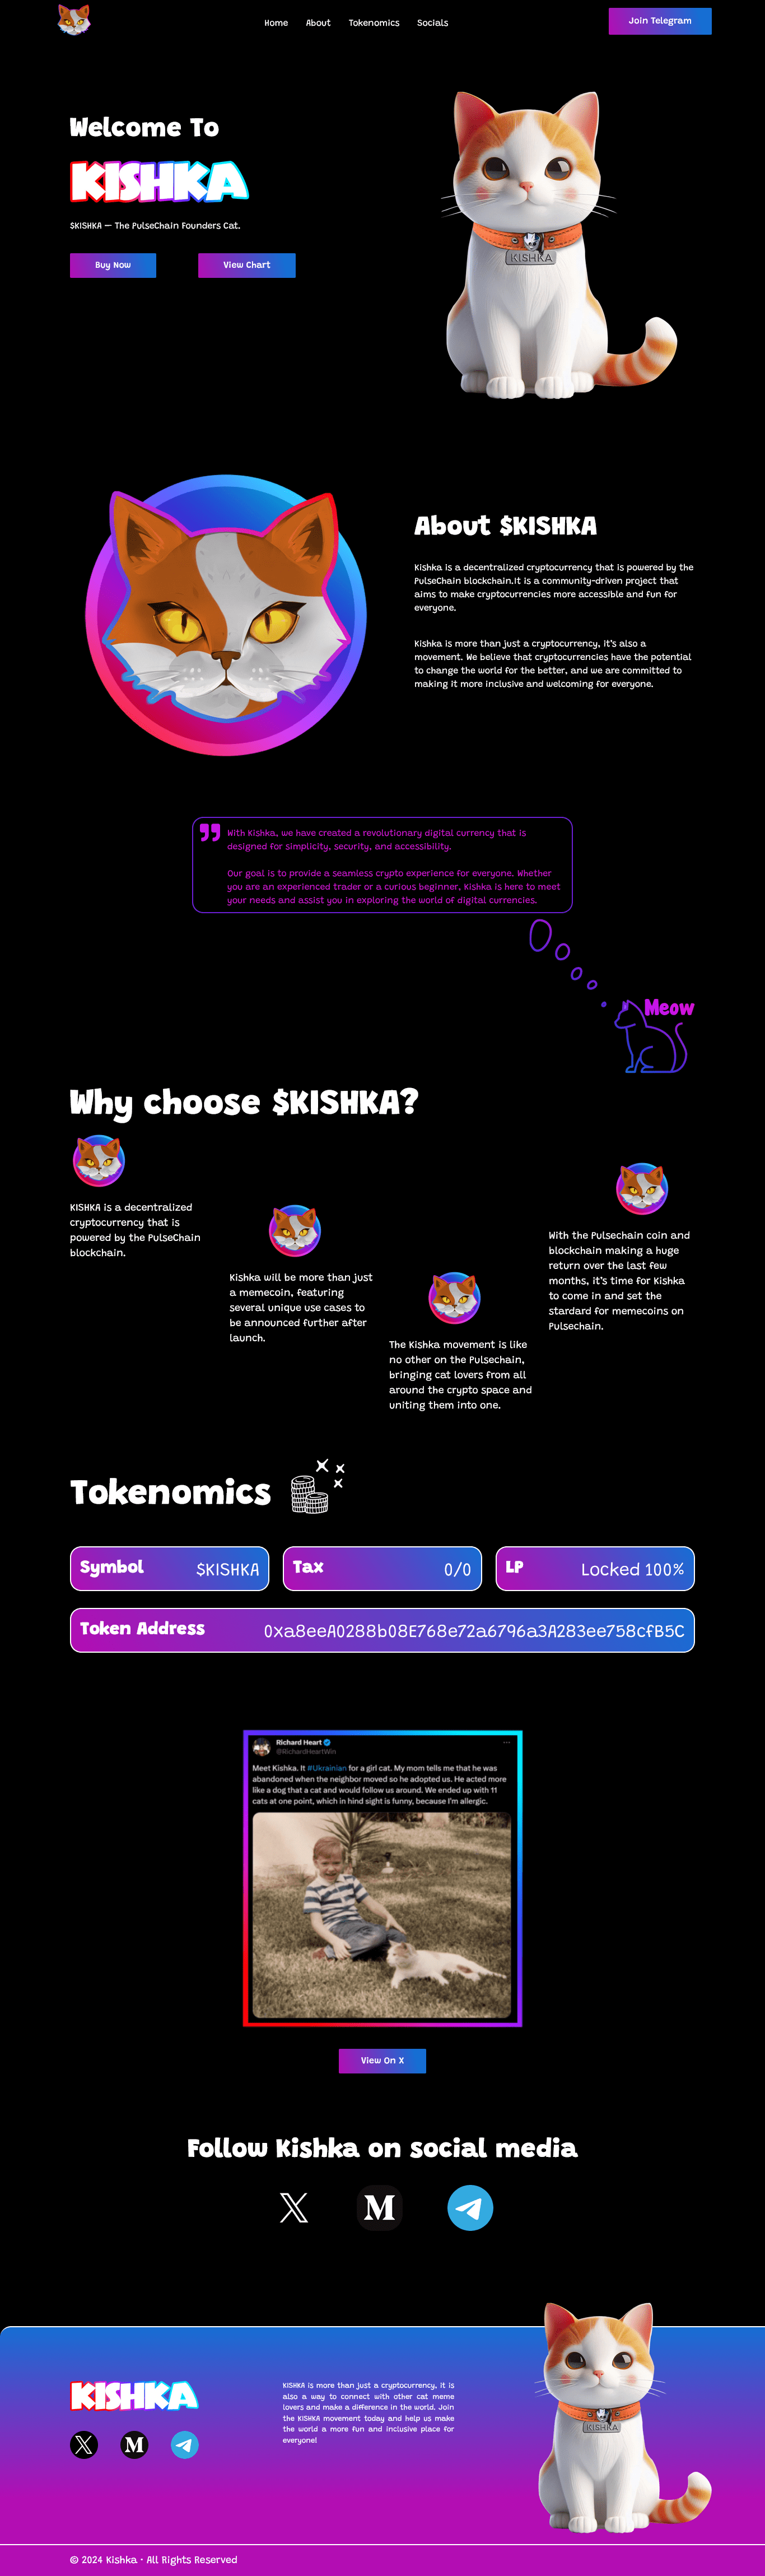 Home About Tokenomics Socials
Join Telegram
Welcome To
KISHKA
$KISHKA — The PulseChain Founders Cat.
Buy Now
View Chart
KISHKA
About $KISHKA
Kishka is a decentralized cryptocurrency that is powered by the
PulseChain blockchain.It is a community-driven project that
aims to make cryptocurrencies more accessible and fun for
everyone.
Kishka is more than just a cryptocurrency, it's also a
movement. We believe that cryptocurrencies have the potential
to change the world for the better, and we are committed to
making it more inclusive and welcoming for everyone.
With Kishka, we have created a revolutionary digital currency that is
designed for simplicity, security, and accessibility.
Our goal is to provide a seamless crypto experience for everyone. Whether
you are an experienced trader or a curious beginner, Kishka is here to meet
your needs and assist you in exploring the world of digital currencies.
Meow
Why choose $KISHKA?
KISHKA is a decentralized
cryptocurrency that is
powered by the PulseChain
blockchain.
Kishka will be more than just
a memecoin, featuring
several unique use cases to
be announced further after
launch.
The Kishka movement is like
no other on the Pulsechain,
bringing cat lovers from all
around the crypto space and
uniting them into one.
With the Pulsechain coin and
blockchain making a huge
return over the last few
months, it's time for Kishka
to come in and set the
stardard for memecoins on
Pulsechain.
Tokenomics
Symbol $KISHKA
Tax 0/0
LP Locked 100%
Token Address 0xa8eeA0288b08E768e72a6796a3A283ee758cfB5C
Richard Heart
@RichardHeartWin
Meet Kishka. It #Ukrainian for a girl cat. My mom tells me that he was
abandoned when the neighbor moved so he adopted us. He acted more
like a dog that a cat and would follow us around. We ended up with 11
cats at one point, which in hind sight is funny, because I'm allergic.
View On X
Follow Kishka on social media
KISHKA
KISHKA is more than just a cryptocurrency, it is
also a way to connect with other cat meme
lovers and make a difference in the world. Join
the KISHKA movement today and help us make
the world a more fun and inclusive place for
everyone!
KISHKA
© 2024 Kishka · All Rights Reserved